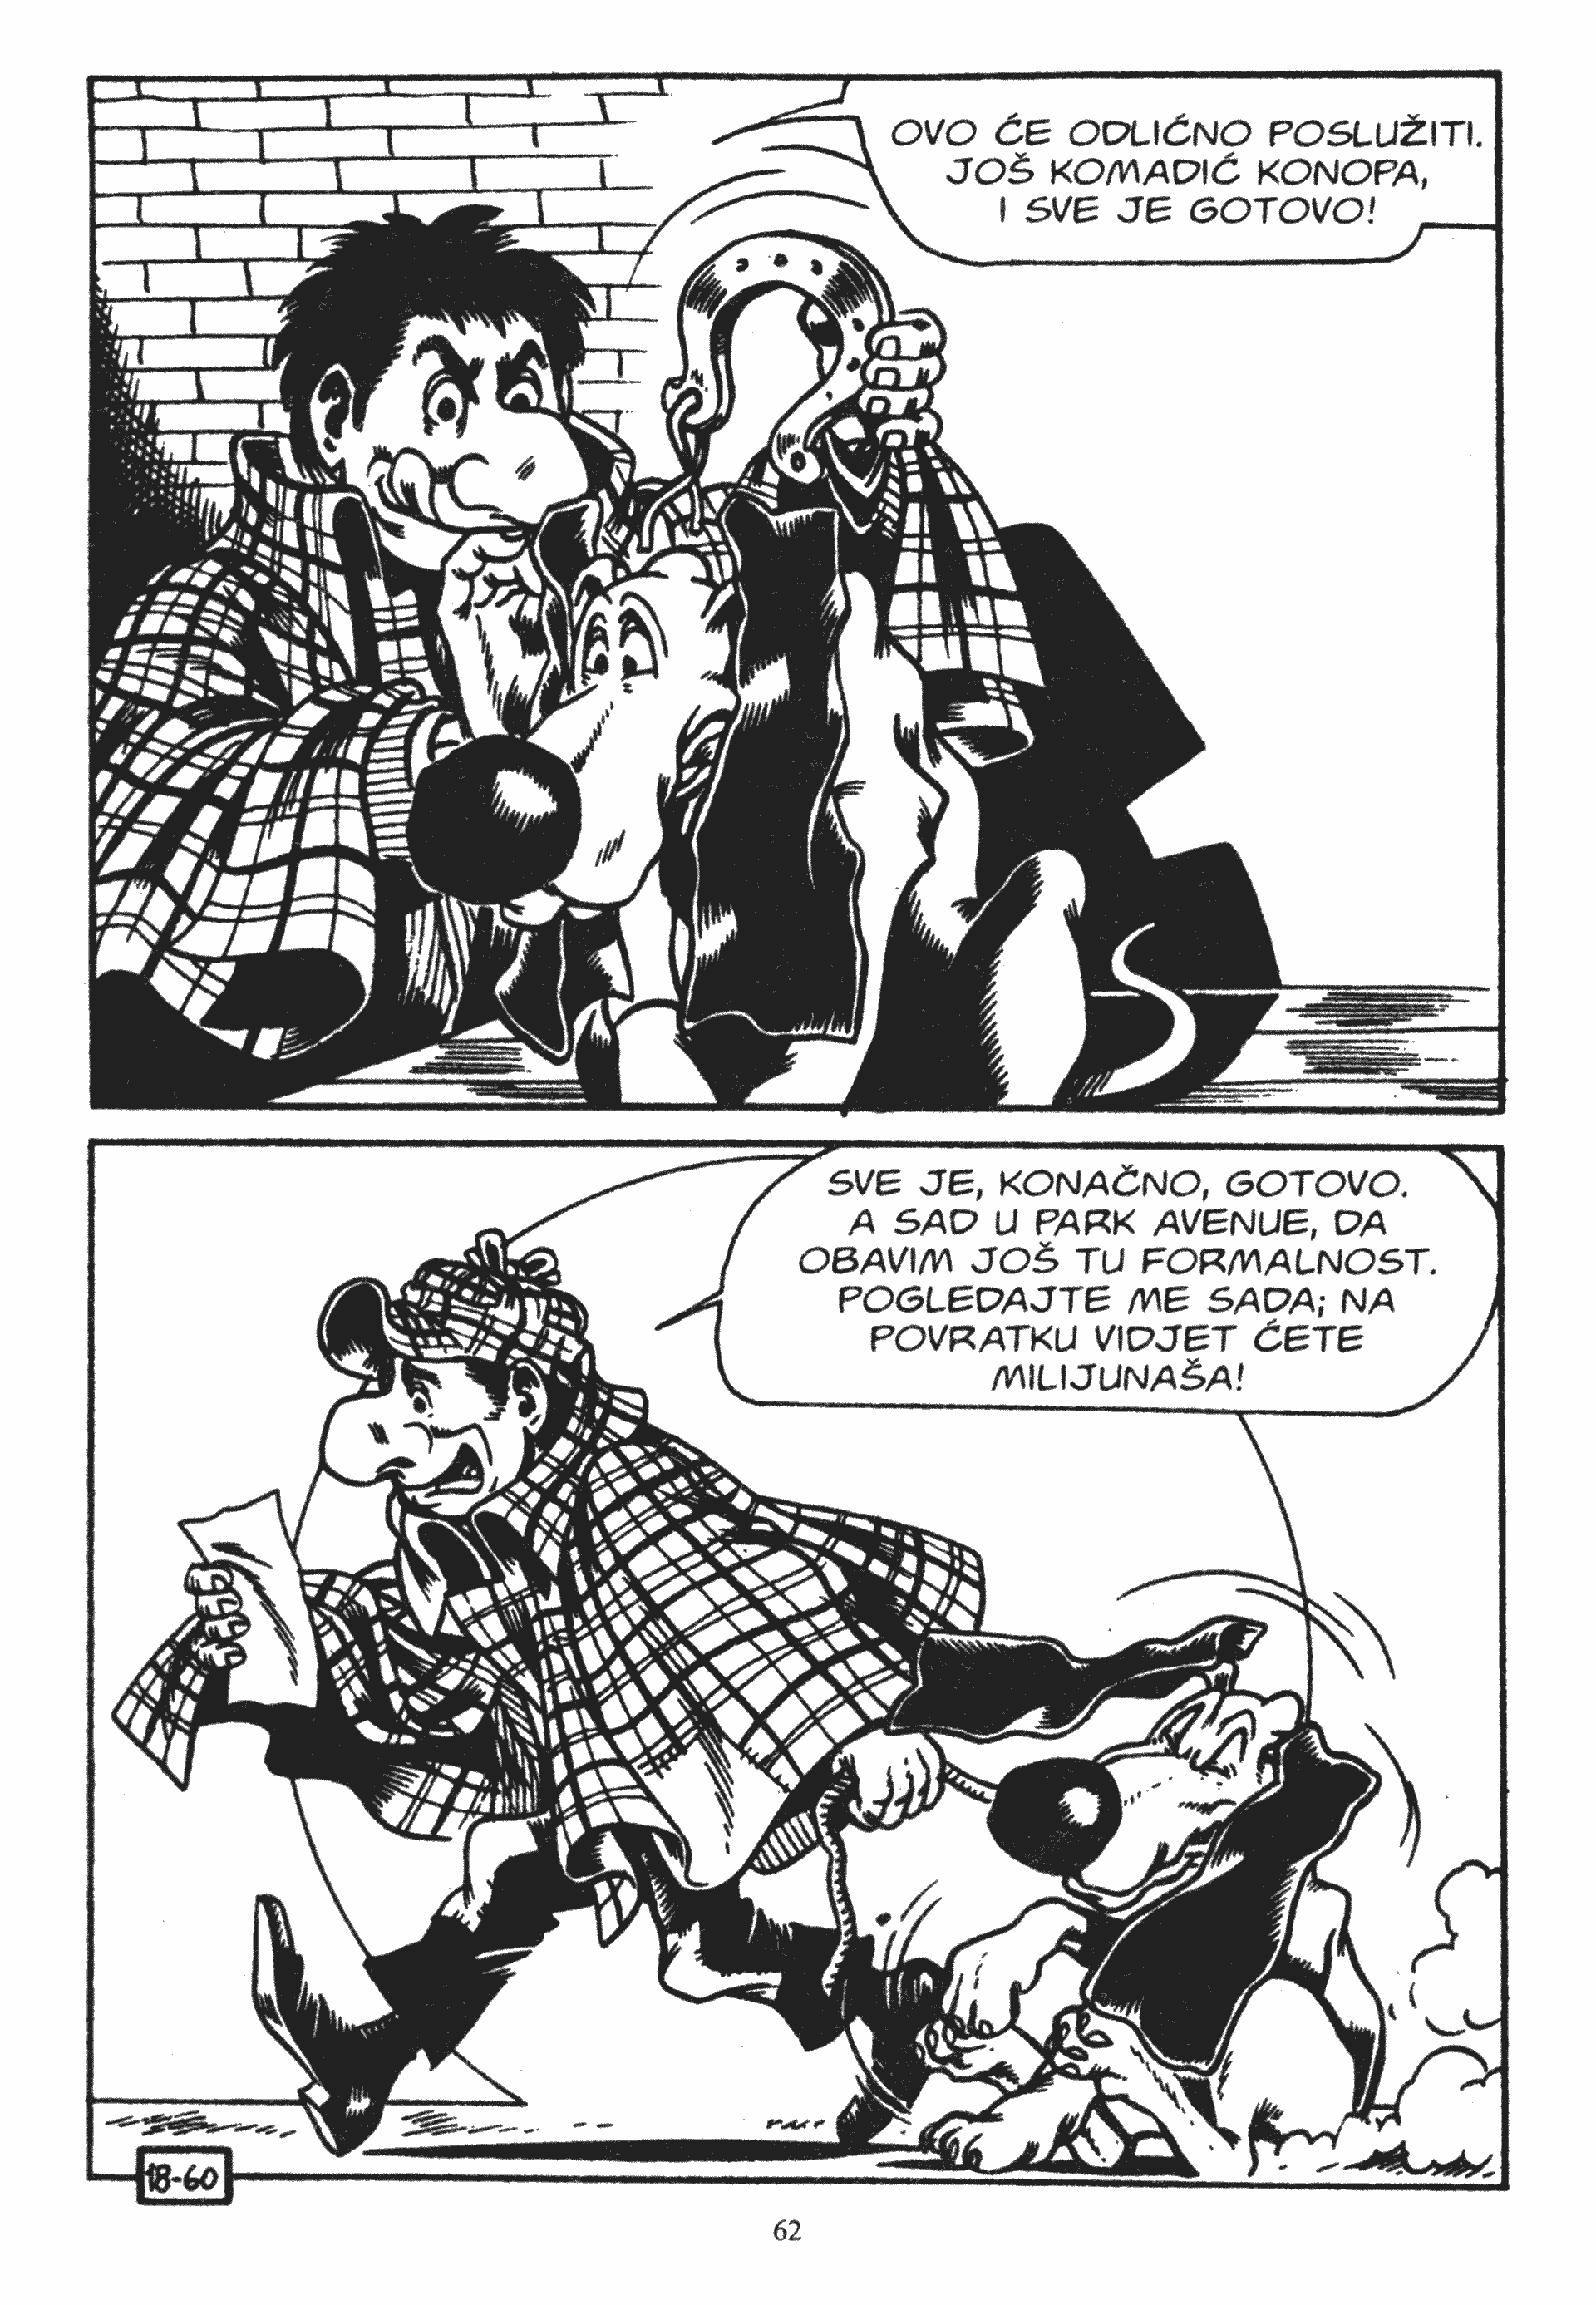 OVO ĆE ODLIĆNO POSLUŽITI.
JOŠ KOMADIĆ KONOPA,
I SVE JE GOTOVO!
SVE JE, KONAČNO, GOTOVO.
A SAD U PARK AVENUE, DA
OBAVIM JOŠ TU FORMALNOST.
POGLEDAJTE ME SADA; NA
POVRATKU VIDJET ĆETE
MILIJUNAŠA!
18-60
62